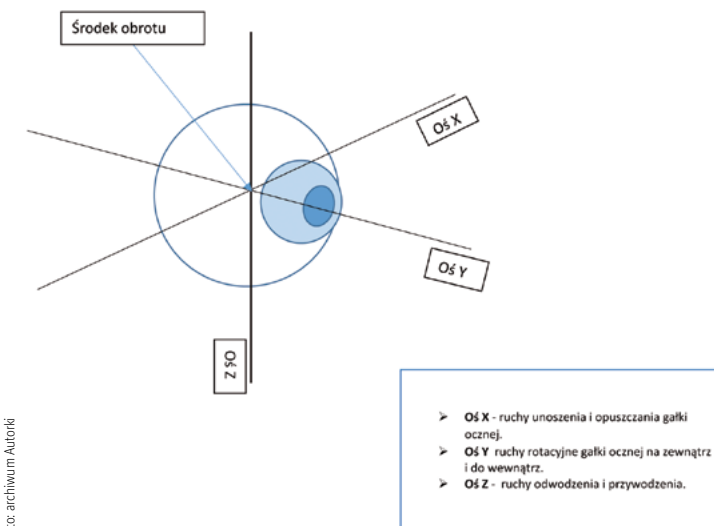 Środek obrotu
Oś X
Oś Y
Oś Z
➢ Oś X - ruchy unoszenia i opuszczania gałki
ocznej.
➢ Oś Y ruchy rotacyjne gałki ocznej na zewnątrz
i do wewnątrz.
➢ Oś Z - ruchy odwodzenia i przywodzenia.
to: archiwum Autorki